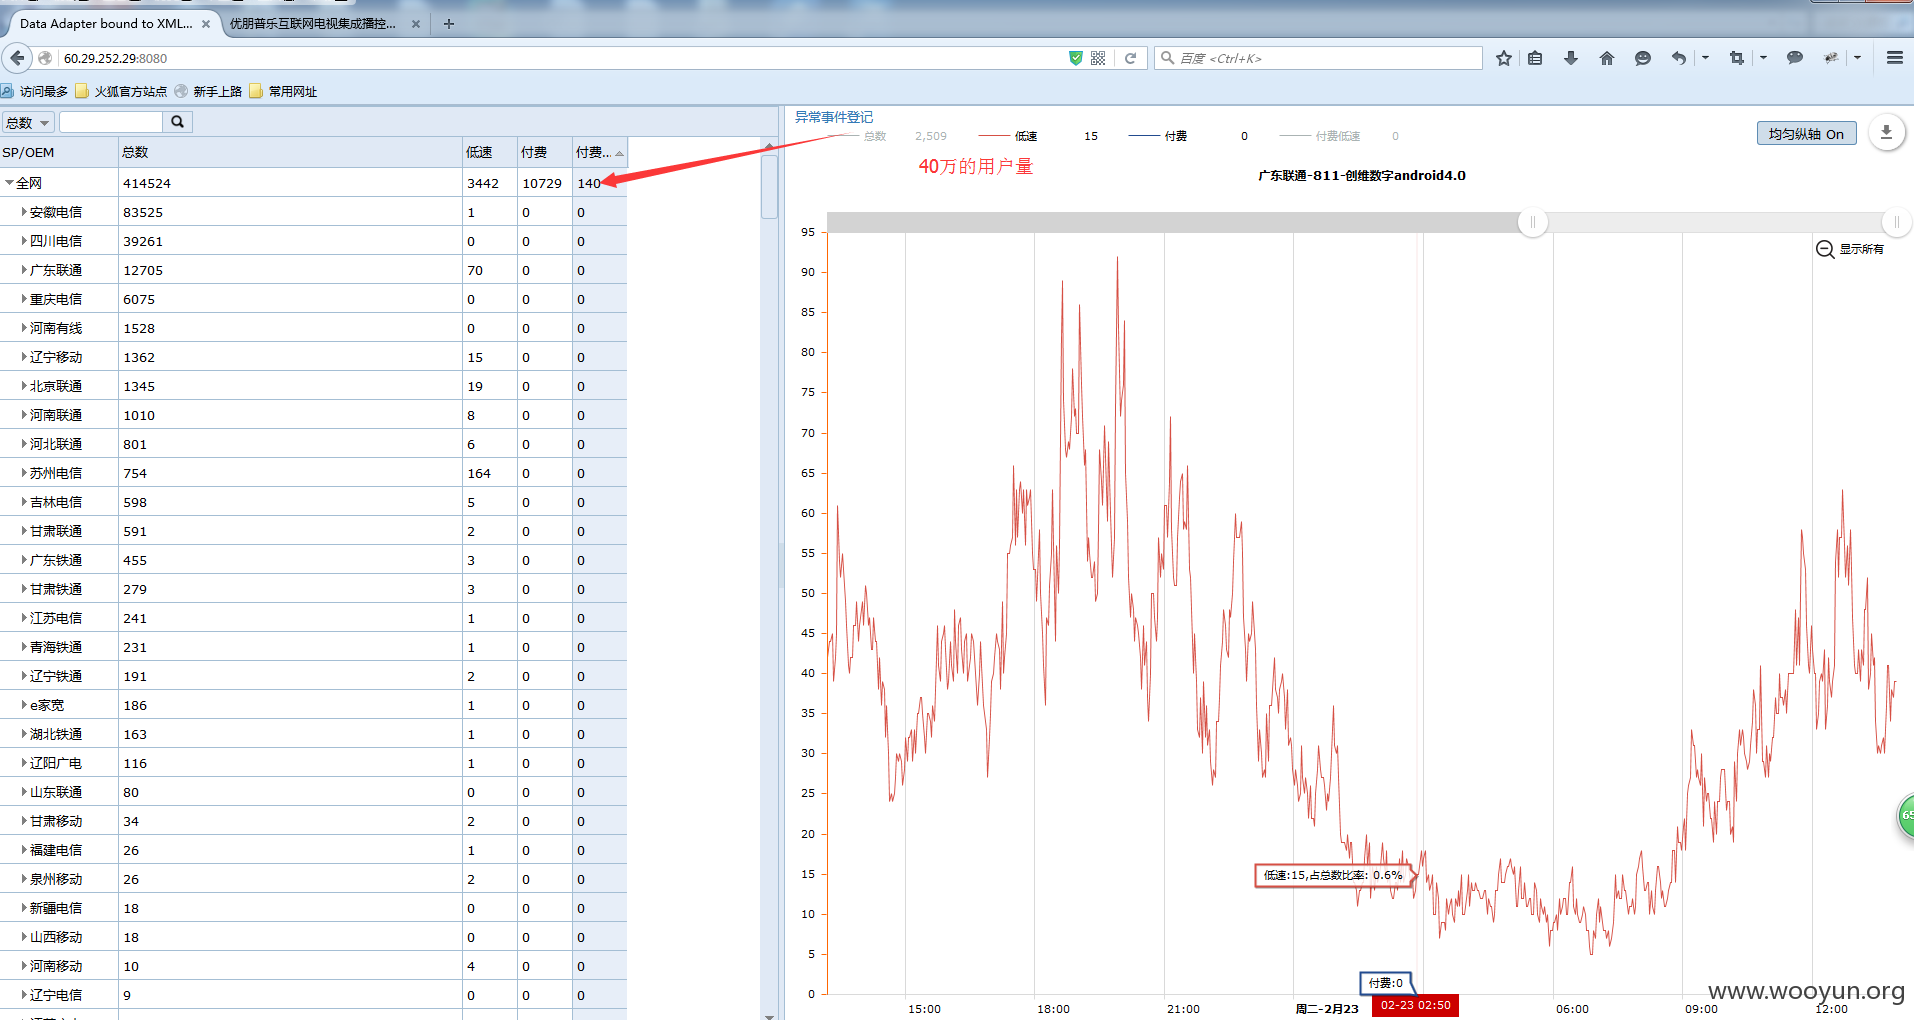 Data Adapter bound to XML...
优朋普乐互联网电视集成播控...
60.29.252.29:8080
百度 <Ctrl+K>
访问最多 火狐官方站点 新手上路 常用网址
总数
SP/OEM 总数 低速 付费 付费...
全网 414524 3442 10729 140
安徽电信 83525 1 0 0
四川电信 39261 0 0 0
广东联通 12705 70 0 0
重庆电信 6075 0 0 0
河南有线 1528 0 0 0
辽宁移动 1362 15 0 0
北京联通 1345 19 0 0
河南联通 1010 8 0 0
河北联通 801 6 0 0
苏州电信 754 164 0 0
吉林电信 598 5 0 0
甘肃联通 591 2 0 0
广东铁通 455 3 0 0
甘肃铁通 279 3 0 0
江苏电信 241 1 0 0
青海铁通 231 1 0 0
辽宁铁通 191 2 0 0
e家宽 186 1 0 0
湖北铁通 163 1 0 0
辽阳广电 116 1 0 0
山东联通 80 0 0 0
甘肃移动 34 2 0 0
福建电信 26 1 0 0
泉州移动 26 2 0 0
新疆电信 18 0 0 0
山西移动 18 0 0 0
河南移动 10 4 0 0
辽宁电信 9 0 0 0
异常事件登记
总数 2,509 低速 15 付费 0 付费低速 0
均匀纵轴 On
40万的用户量
广东联通-811-创维数字android4.0
显示所有
95
90
85
80
75
70
65
60
55
50
45
40
35
30
25
20
15
10
5
0
低速:15,占总数比率: 0.6%
付费:0
65
15:00 18:00 21:00 周二-2月23 02-23 02:50 06:00 09:00 12:00
www.wooyun.org